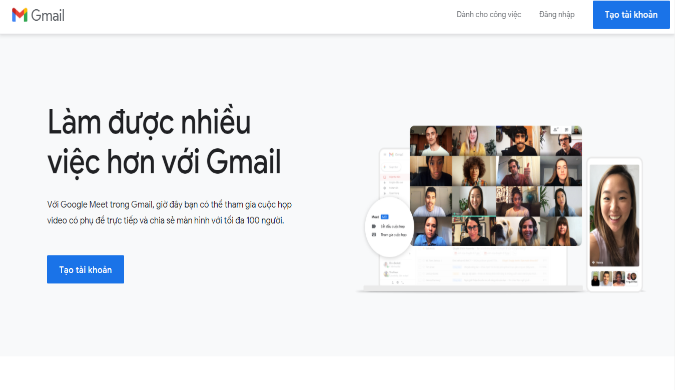 Gmail
Dành cho công việc
Đăng nhập
Tạo tài khoản
Làm được nhiều
việc hơn với Gmail
Với Google Meet trong Gmail, giờ đây bạn có thể tham gia cuộc họp
video có phụ đề trực tiếp và chia sẻ màn hình với tối đa 100 người.
Tạo tài khoản
Meet